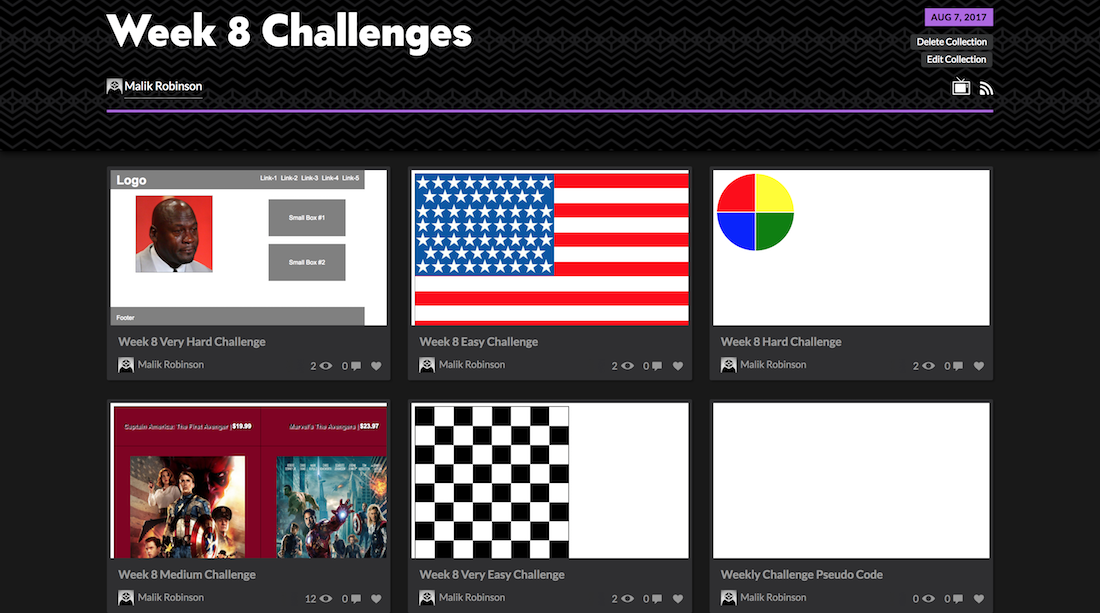 Week 8 Challenges
AUG 7, 2017
Delete Collection
Edit Collection
Malik Robinson
Logo
Link-1 Link-2 Link-3 Link-4 Link-5
Small Box #1
Small Box #2
Footer
Week 8 Very Hard Challenge
Malik Robinson
2 0
Week 8 Easy Challenge
Malik Robinson
2 0
Week 8 Hard Challenge
Malik Robinson
2 0
Captain America: The First Avenger | $19.99
Marvel's The Avengers | $23.97
Week 8 Medium Challenge
Malik Robinson
12 0
Week 8 Very Easy Challenge
Malik Robinson
2 0
Weekly Challenge Pseudo Code
Malik Robinson
0 0